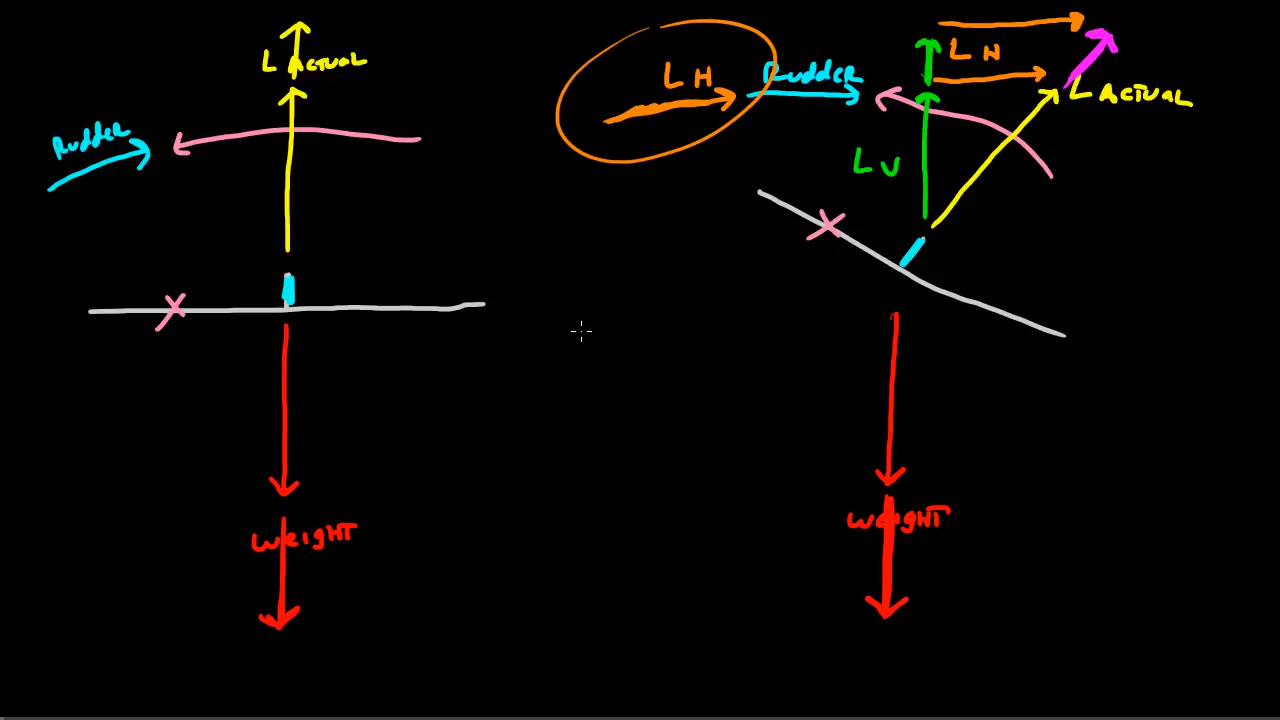 L ACTUAL
Rudder
WEIGHT
L H
Rudder
L H
L ACTUAL
L V
WEIGHT